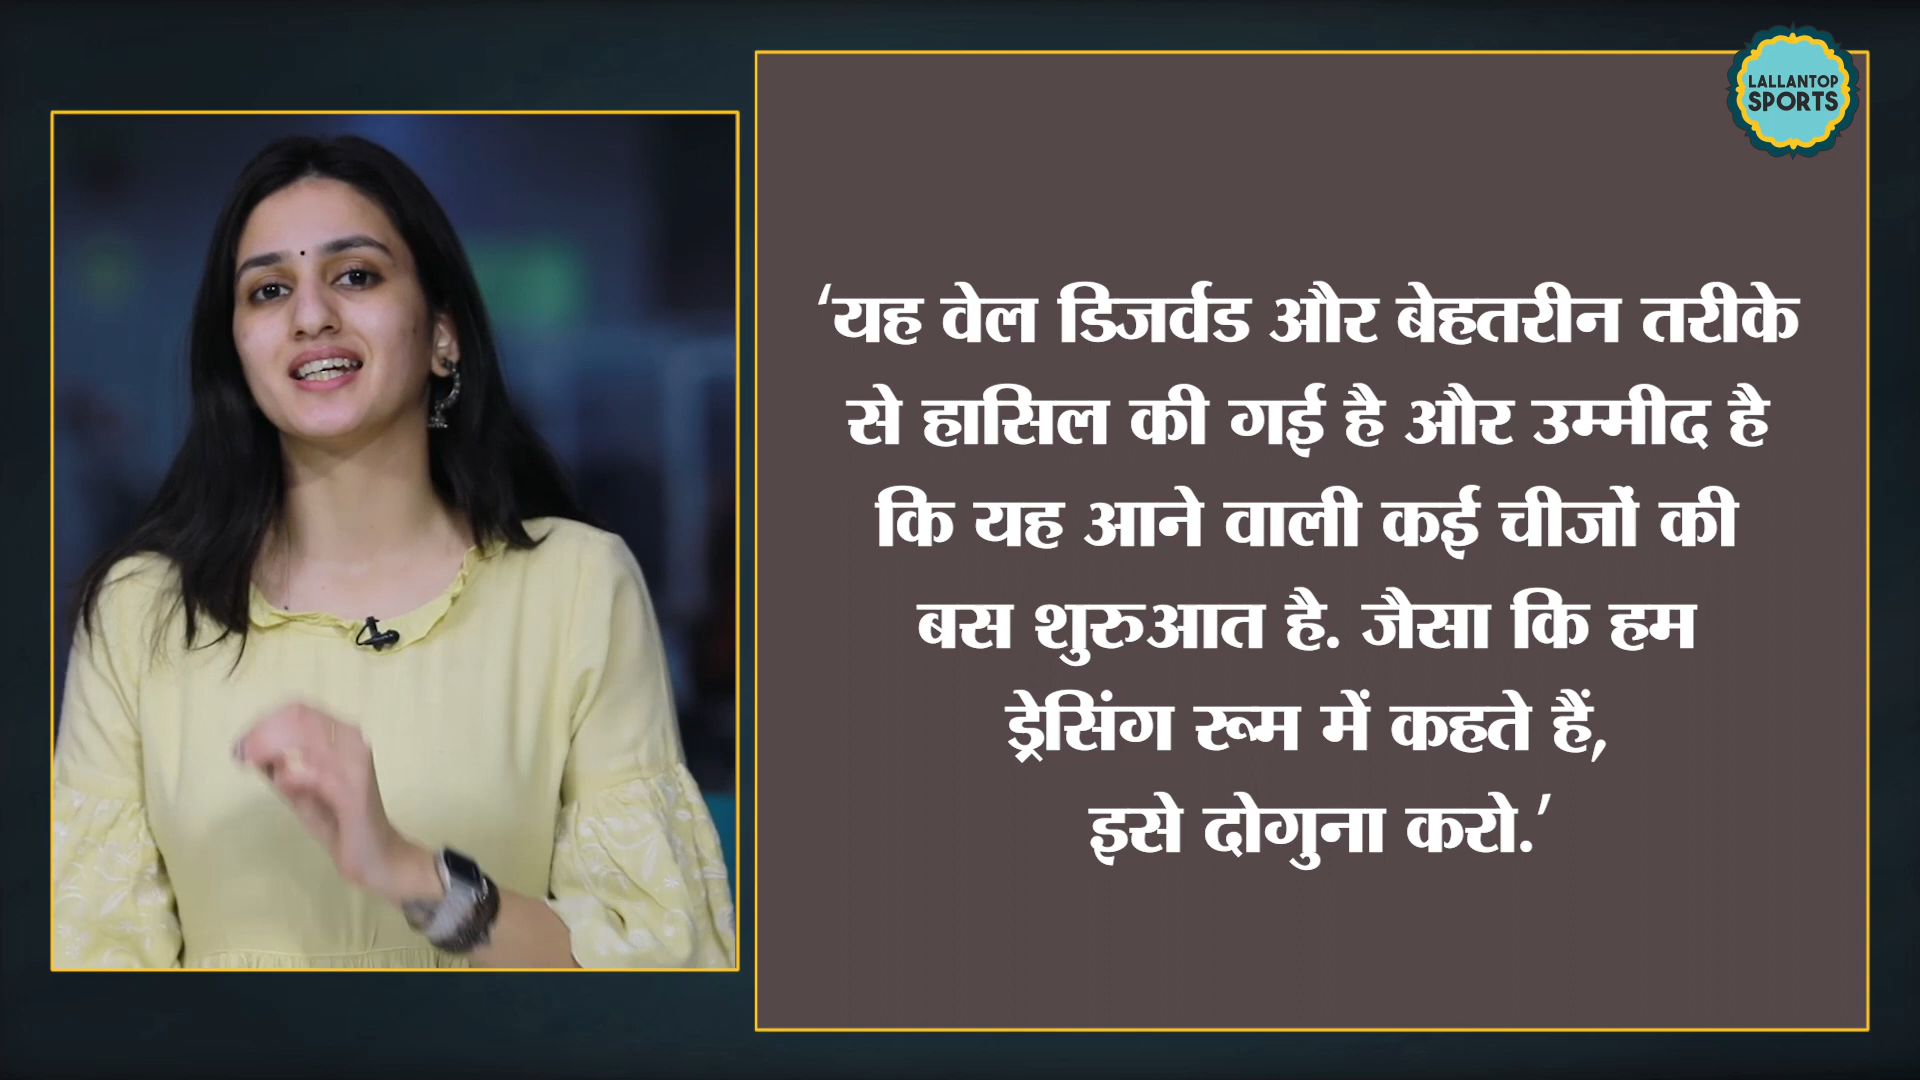 LALLANTOP
SPORTS
‘यह वेल डिजर्वड और बेहतरीन तरीके
से हासिल की गई है और उम्मीद है
कि यह आने वाली कई चीजों की
बस शुरुआत है. जैसा कि हम
ड्रेसिंग रूम में कहते हैं,
इसे दोगुना करो.’